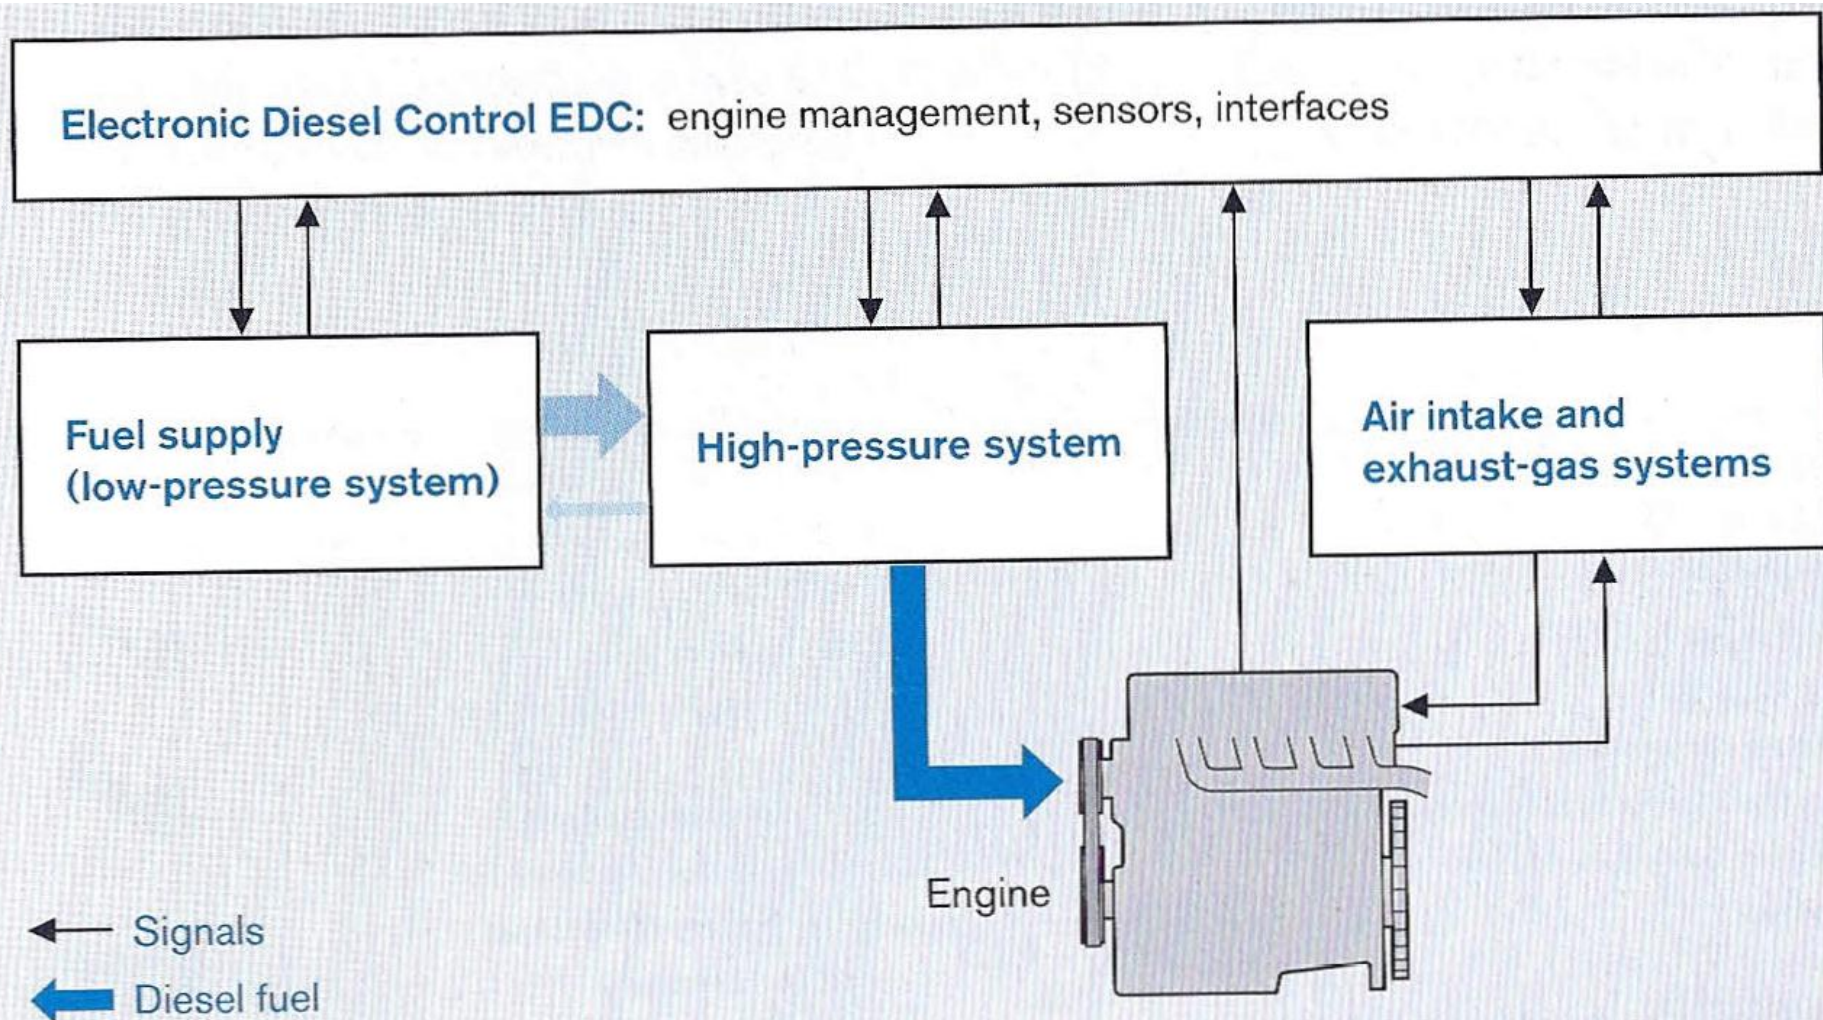 Electronic Diesel Control EDC: engine management, sensors, interfaces
Fuel supply
(low-pressure system)
High-pressure system
Air intake and
exhaust-gas systems
Engine
Signals
Diesel fuel